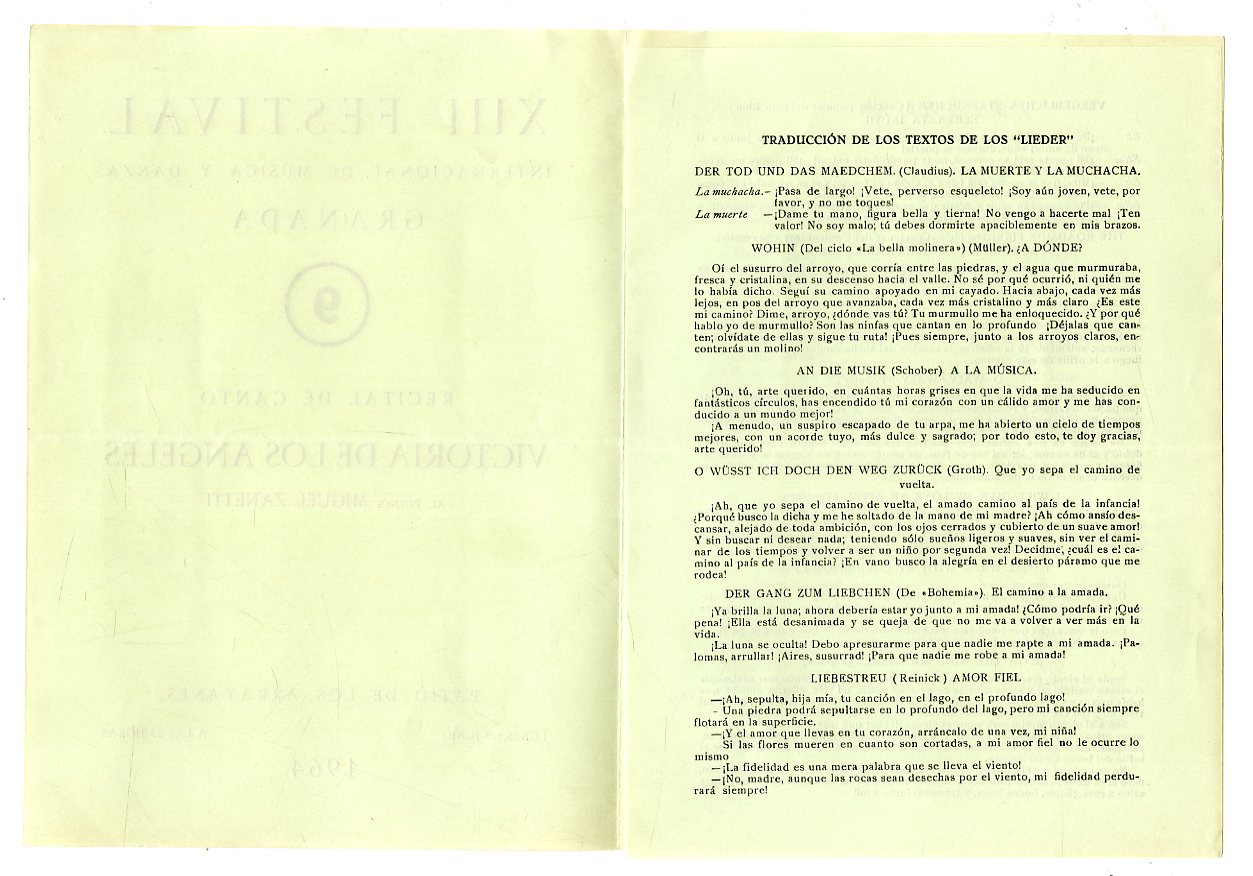 XIII FESTIVAL
INTERNACIONAL DE MÚSICA Y DANZA
GRANADA
9
RECITAL DE CANTO
VICTORIA DE LOS ANGELES
AL PIANO: MIGUEL ZANETTI
PATIO DE LOS ARRAYANES
1964
TRADUCCIÓN DE LOS TEXTOS DE LOS “LIEDER”
DER TOD UND DAS MAEDCHEM. (Claudius). LA MUERTE Y LA MUCHACHA.
La muchacha.- ¡Pasa de largo! ¡Vete, perverso esqueleto! ¡Soy aún joven, vete, por
favor, y no me toques!
La muerte —¡Dame tu mano, figura bella y tierna! No vengo a hacerte mal ¡Ten
valor! No soy malo; tú debes dormirte apaciblemente en mis brazos.
WOHIN (Del ciclo «La bella molinera») (Müller). ¿A DÓNDE?
Oí el susurro del arroyo, que corría entre las piedras, y el agua que murmuraba,
fresca y cristalina, en su descenso hacia el valle. No sé por qué ocurrió, ni quién me
lo había dicho. Seguí su camino apoyado en mi cayado. Hacia abajo, cada vez más
lejos, en pos del arroyo que avanzaba, cada vez más cristalino y más claro ¿Es este
mi camino? Dime, arroyo, ¿dónde vas tú? Tu murmullo me ha enloquecido. ¿Y por qué
hablo yo de murmullo? Son las ninfas que cantan en lo profundo ¡Déjalas que can-
ten; olvídate de ellas y sigue tu ruta! ¡Pues siempre, junto a los arroyos claros, en-
contrarás un molino!
AN DIE MUSIK (Schober) A LA MÚSICA.
¡Oh, tú, arte querido, en cuántas horas grises en que la vida me ha seducido en
fantásticos círculos, has encendido tú mi corazón con un cálido amor y me has con-
ducido a un mundo mejor!
¡A menudo, un suspiro escapado de tu arpa, me ha abierto un cielo de tiempos
mejores, con un acorde tuyo, más dulce y sagrado; por todo esto, te doy gracias,
arte querido!
O WÜSST ICH DOCH DEN WEG ZURÜCK (Groth). Que yo sepa el camino de
vuelta.
¡Ah, que yo sepa el camino de vuelta, el amado camino al país de la infancia!
¿Porqué busco la dicha y me he soltado de la mano de mi madre? ¡Ah cómo ansío des-
cansar, alejado de toda ambición, con los ojos cerrados y cubierto de un suave amor!
Y sin buscar ni desear nada; teniendo sólo sueños ligeros y suaves, sin ver el cami-
nar de los tiempos y volver a ser un niño por segunda vez! Decidme, ¿cuál es el ca-
mino al país de la infancia? ¡En vano busco la alegría en el desierto páramo que me
rodea!
DER GANG ZUM LIEBCHEN (De «Bohemia»). El camino a la amada.
¡Ya brilla la luna; ahora debería estar yo junto a mi amada! ¿Cómo podría ir? ¡Qué
pena! ¡Ella está desanimada y se queja de que no me va a volver a ver más en la
vida.
¡La luna se oculta! Debo apresurarme para que nadie me rapte a mi amada. ¡Pa-
lomas, arrullar! ¡Aires, susurrad! ¡Para que nadie me robe a mi amada!
LIEBESTREU (Reinick) AMOR FIEL
—¡Ah, sepulta, hija mía, tu canción en el lago, en el profundo lago!
- Una piedra podrá sepultarse en lo profundo del lago, pero mi canción siempre
flotará en la superficie.
—¡Y el amor que llevas en tu corazón, arráncalo de una vez, mi niña!
Si las flores mueren en cuanto son cortadas, a mi amor fiel no le ocurre lo
mismo
—¡La fidelidad es una mera palabra que se lleva el viento!
—¡No, madre, aunque las rocas sean desechas por el viento, mi fidelidad perdu-
rará siempre!